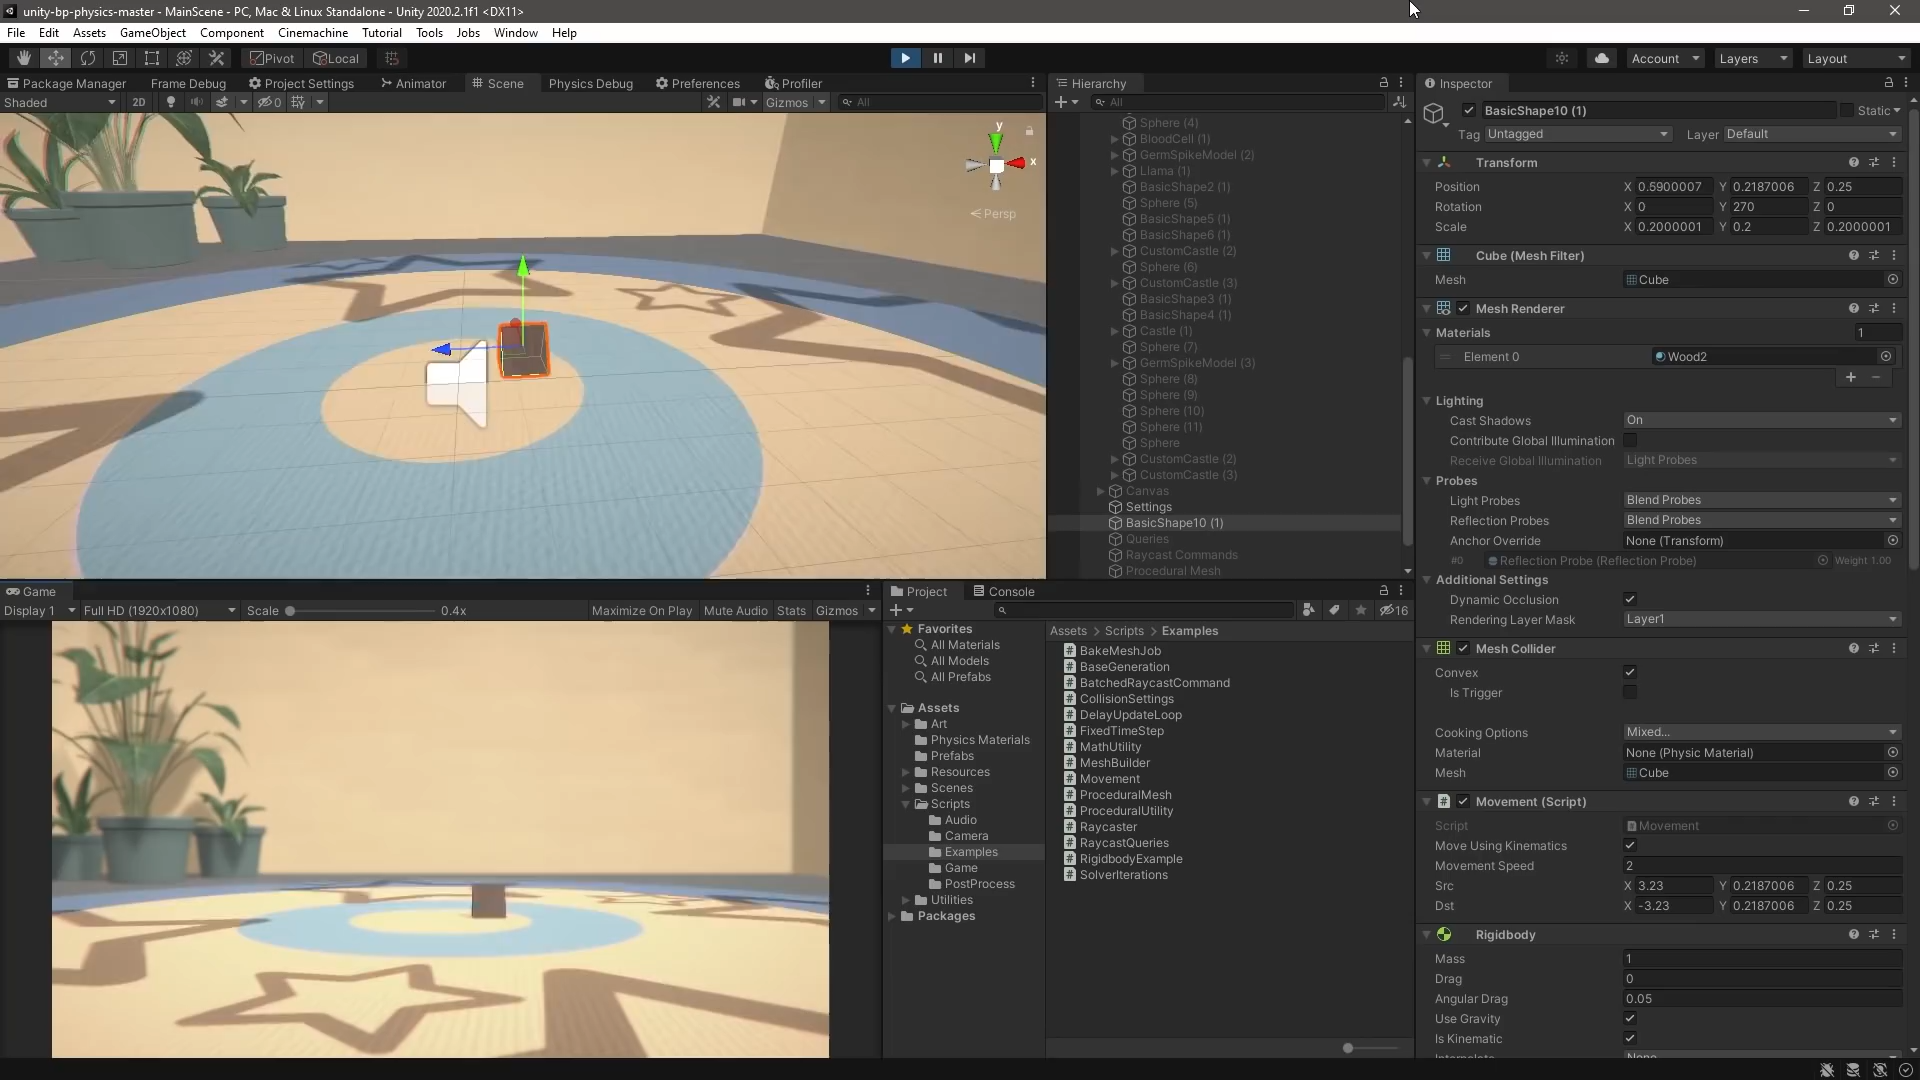 unity-bp-physics-master - MainScene - PC, Mac & Linux Standalone - Unity 2020.2.1f1 <DX11>
File Edit Assets GameObject Component Cinemachine Tutorial Tools Jobs Window Help
Pivot Local Account Layers Layout
Package Manager Frame Debug Project Settings Animator Scene Physics Debug Preferences Profiler
Shaded 2D 0 Gizmos All
y
x
Persp
Hierarchy
All
Sphere (4)
BloodCell (1)
GermSpikeModel (2)
Llama (1)
BasicShape2 (1)
Sphere (5)
BasicShape5 (1)
BasicShape6 (1)
CustomCastle (2)
Sphere (6)
CustomCastle (3)
BasicShape3 (1)
BasicShape4 (1)
Castle (1)
Sphere (7)
GermSpikeModel (3)
Sphere (8)
Sphere (9)
Sphere (10)
Sphere (11)
Sphere
CustomCastle (2)
CustomCastle (3)
Canvas
Settings
BasicShape10 (1)
Queries
Raycast Commands
Procedural Mesh
Game
Display 1 Full HD (1920x1080) Scale 0.4x Maximize On Play Mute Audio Stats Gizmos
Project Console
16
Favorites
All Materials
All Models
All Prefabs
Assets
Art
Physics Materials
Prefabs
Resources
Scenes
Scripts
Audio
Camera
Examples
Game
PostProcess
Utilities
Packages
Assets > Scripts > Examples
BakeMeshJob
BaseGeneration
BatchedRaycastCommand
CollisionSettings
DelayUpdateLoop
FixedTimeStep
MathUtility
MeshBuilder
Movement
ProceduralMesh
ProceduralUtility
Raycaster
RaycastQueries
RigidbodyExample
SolverIterations
Inspector
BasicShape10 (1) Static
Tag Untagged Layer Default
Transform
Position X 0.5900007 Y 0.2187006 Z 0.25
Rotation X 0 Y 270 Z 0
Scale X 0.2000001 Y 0.2 Z 0.2000001
Cube (Mesh Filter)
Mesh Cube
Mesh Renderer
Materials 1
Element 0 Wood2
Lighting
Cast Shadows On
Contribute Global Illumination
Receive Global Illumination Light Probes
Probes
Light Probes Blend Probes
Reflection Probes Blend Probes
Anchor Override None (Transform)
#0 Reflection Probe (Reflection Probe) Weight 1.00
Additional Settings
Dynamic Occlusion
Rendering Layer Mask Layer1
Mesh Collider
Convex
Is Trigger
Cooking Options Mixed...
Material None (Physic Material)
Mesh Cube
Movement (Script)
Script Movement
Move Using Kinematics
Movement Speed 2
Src X 3.23 Y 0.2187006 Z 0.25
Dst X -3.23 Y 0.2187006 Z 0.25
Rigidbody
Mass 1
Drag 0
Angular Drag 0.05
Use Gravity
Is Kinematic
Interpolate None